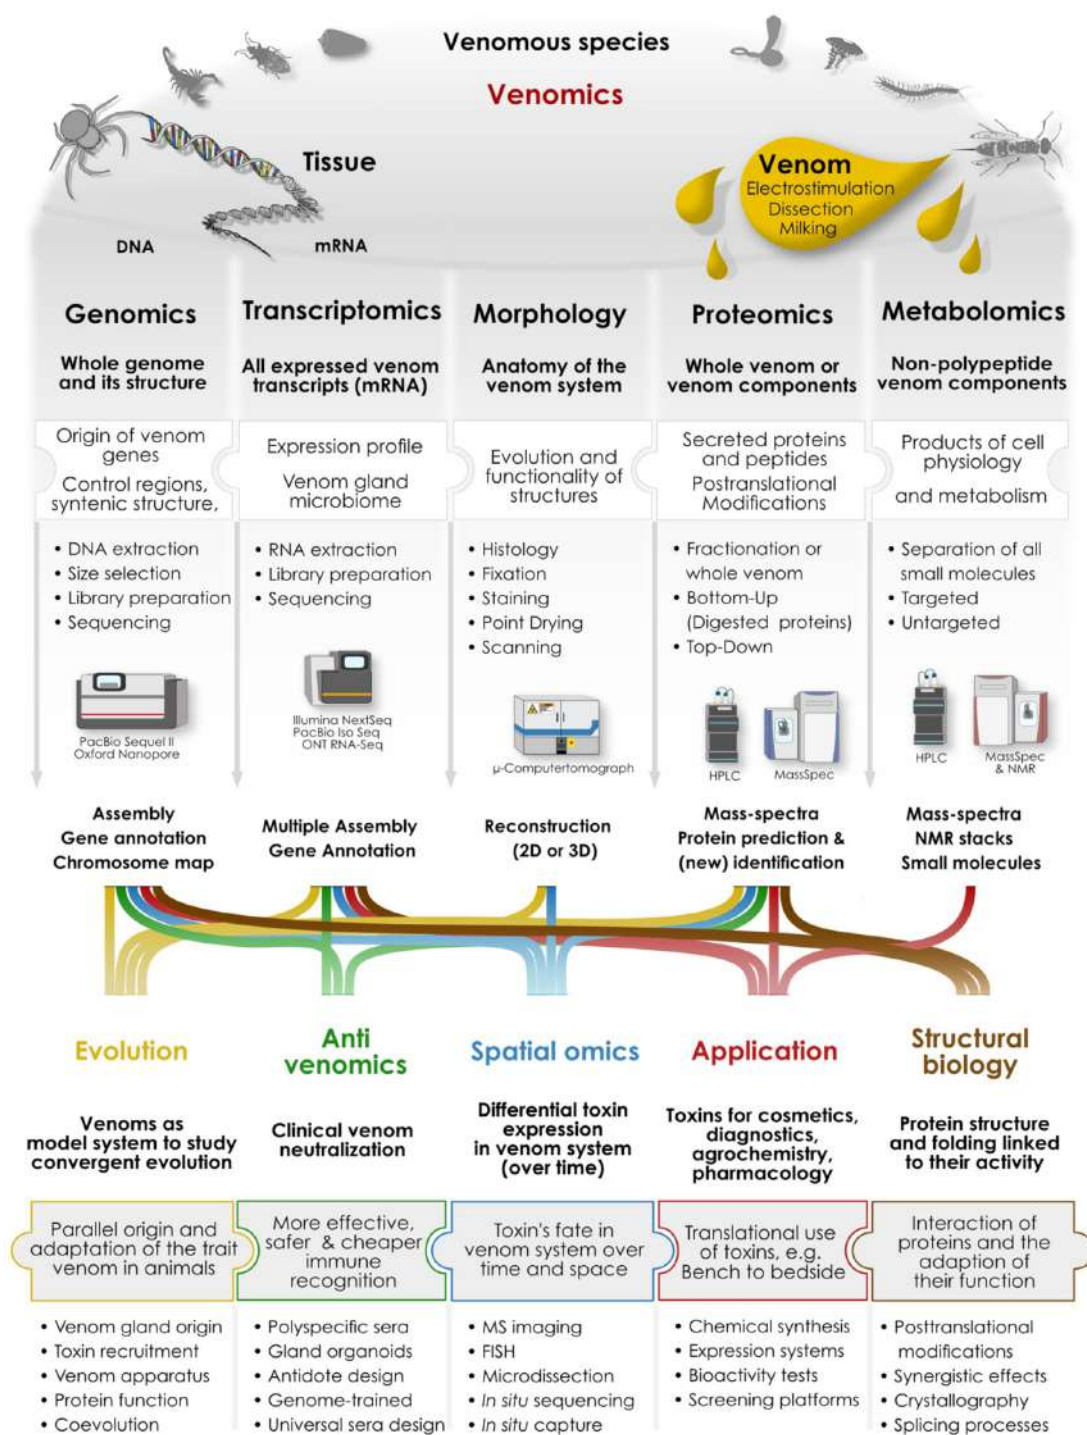 Venomous species
Venomics
Tissue
DNA
mRNA
Venom
Electrostimulation
Dissection
Milking
Genomics
Whole genome
and its structure
Origin of venom
genes
Control regions,
syntenic structure,
• DNA extraction
• Size selection
• Library preparation
• Sequencing
PacBio Sequel II
Oxford Nanopore
Assembly
Gene annotation
Chromosome map
Transcriptomics
All expressed venom
transcripts (mRNA)
Expression profile
Venom gland
microbiome
• RNA extraction
• Library preparation
• Sequencing
Illumina NextSeq
PacBio Iso Seq
ONT RNA-Seq
Multiple Assembly
Gene Annotation
Morphology
Anatomy of the
venom system
Evolution and
functionality of
structures
• Histology
• Fixation
• Staining
• Point Drying
• Scanning
µ-Computertomograph
Reconstruction
(2D or 3D)
Proteomics
Whole venom or
venom components
Secreted proteins
and peptides
Postranslational
Modifications
• Fractionation or
whole venom
• Bottom-Up
(Digested proteins)
• Top-Down
HPLC
MassSpec
Mass-spectra
Protein prediction &
(new) identification
Metabolomics
Non-polypeptide
venom components
Products of cell
physiology
and metabolism
• Separation of all
small molecules
• Targeted
• Untargeted
HPLC
MassSpec
& NMR
Mass-spectra
NMR stacks
Small molecules
Evolution
Venoms as
model system to study
convergent evolution
Parallel origin and
adaptation of the trait
venom in animals
• Venom gland origin
• Toxin recruitment
• Venom apparatus
• Protein function
• Coevolution
Anti
venomics
Clinical venom
neutralization
More effective,
safer & cheaper
immune
recognition
• Polyspecific sera
• Gland organoids
• Antidote design
• Genome-trained
• Universal sera design
Spatial omics
Differential toxin
expression
in venom system
(over time)
Toxin's fate in
venom system over
time and space
• MS imaging
• FISH
• Microdissection
• In situ sequencing
• In situ capture
Application
Toxins for cosmetics,
diagnostics,
agrochemistry,
pharmacology
Translational use
of toxins, e.g.
Bench to bedside
• Chemical synthesis
• Expression systems
• Bioactivity tests
• Screening platforms
Structural
biology
Protein structure
and folding linked
to their activity
Interaction of
proteins and the
adaption of
their function
• Posttranslational
modifications
• Synergistic effects
• Crystallography
• Splicing processes